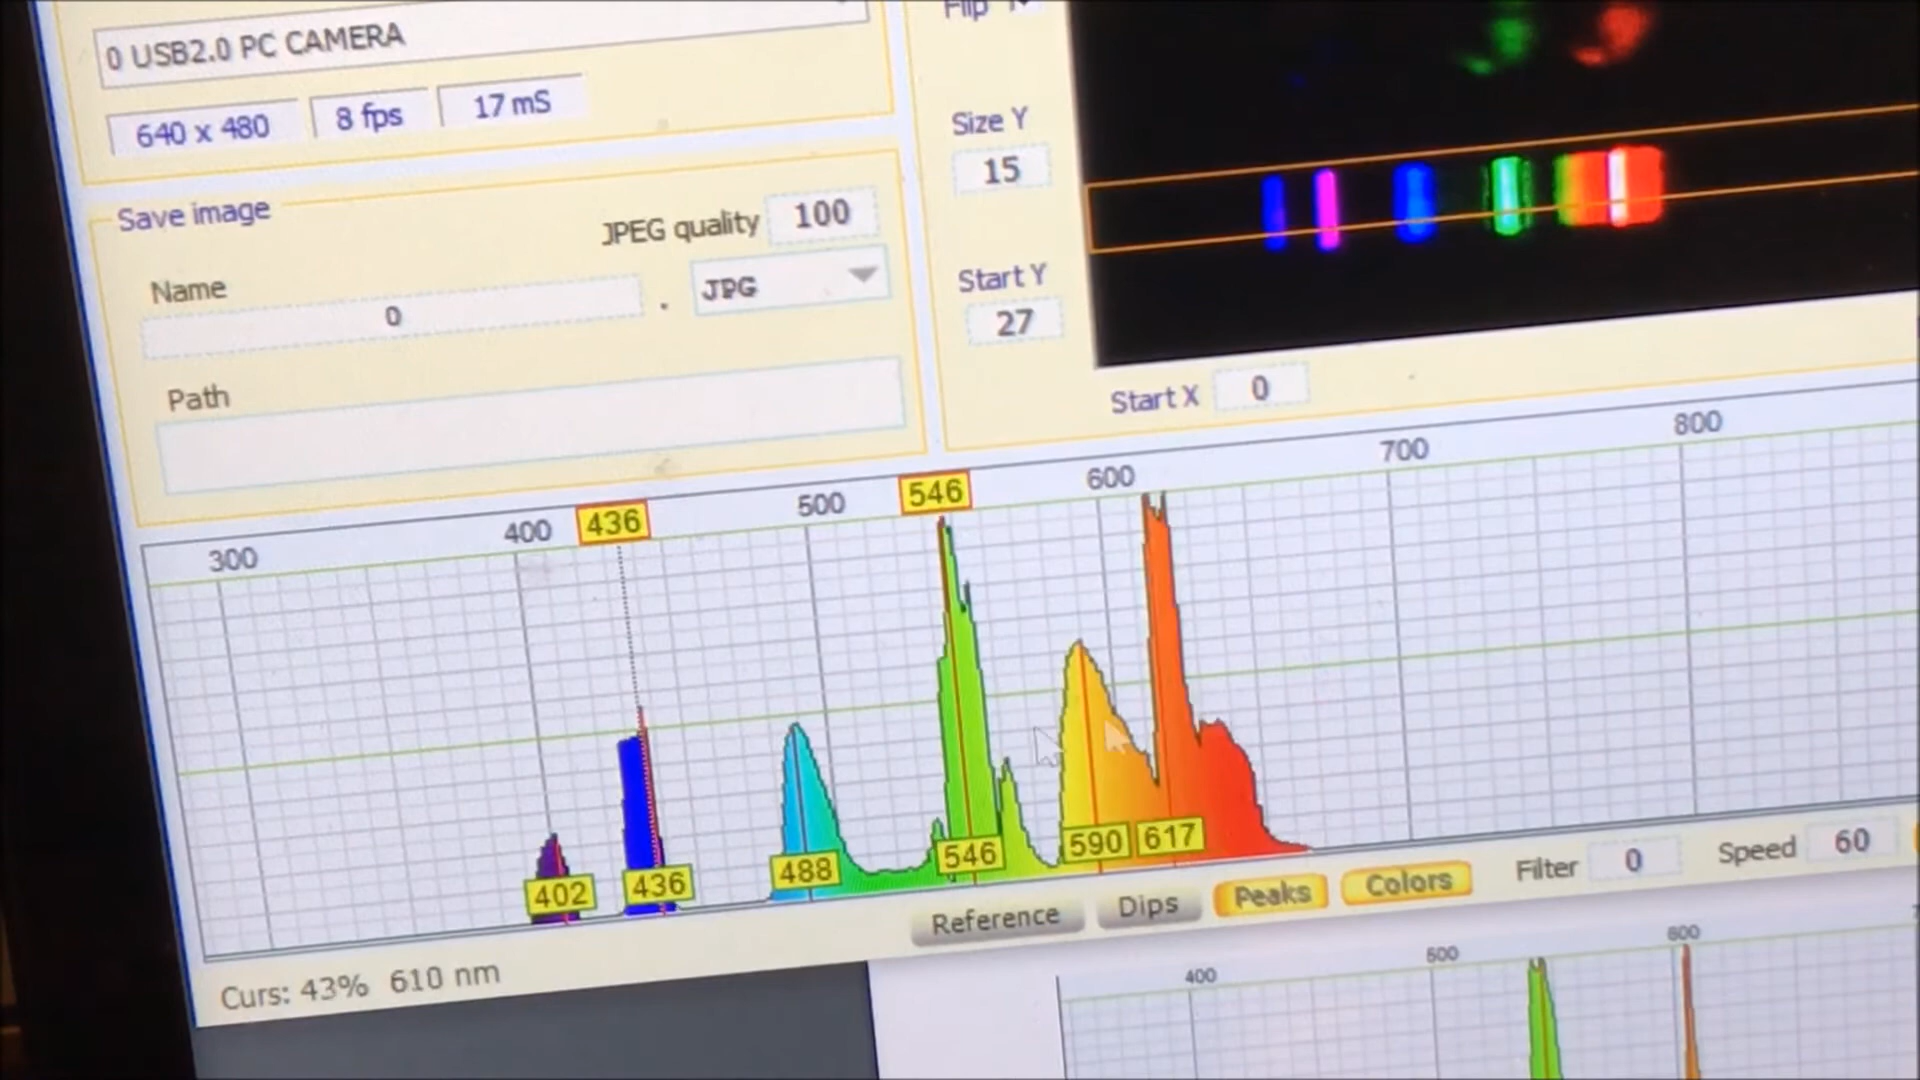 0 USB2.0 PC CAMERA
640 x 480 8 fps 17 mS
Save image
JPEG quality 100
Name
0 . JPG
Path
Flip
Size Y
15
Start Y
27
Start X 0
300 400 436 500 546 600 700 800
402 436 488 546 590 617
Reference Dips Peaks Colors Filter 0 Speed 60
Curs: 43% 610 nm
400 500 600